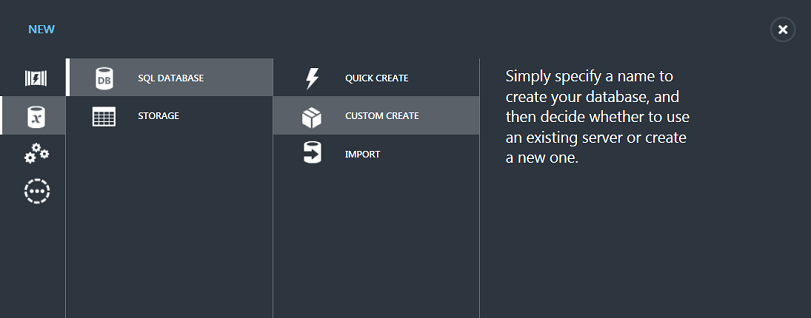 NEW
DB
SQL DATABASE
STORAGE
QUICK CREATE
CUSTOM CREATE
IMPORT
Simply specify a name to
create your database, and
then decide whether to use
an existing server or create
a new one.